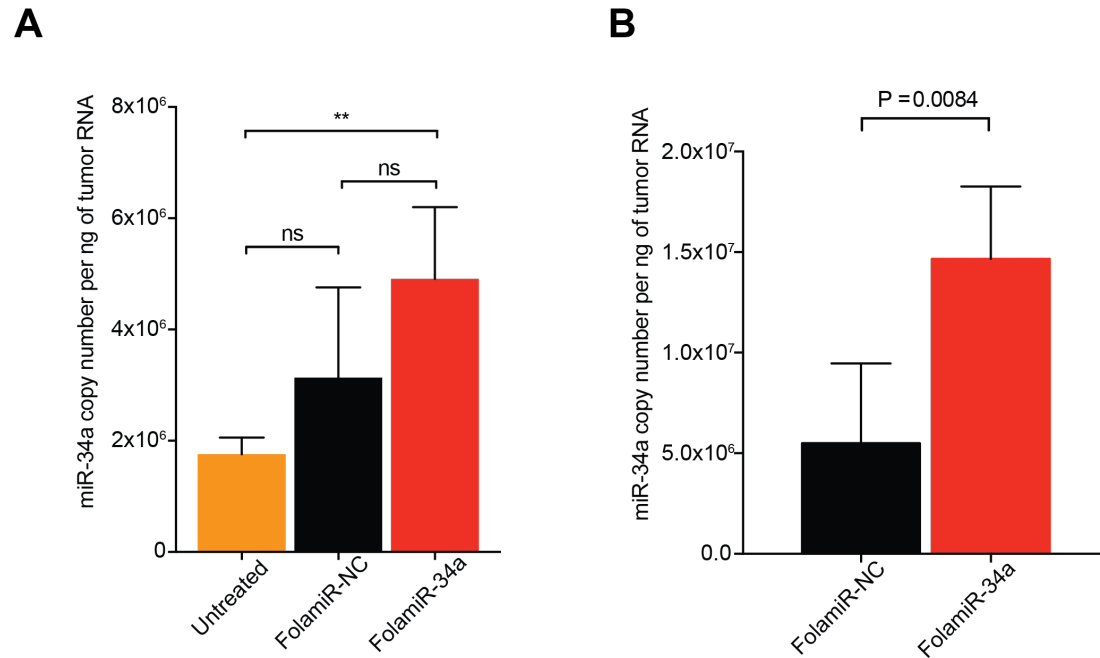 A
miR-34a copy number per ng of tumor RNA
8x10⁶
6x10⁶
4x10⁶
2x10⁶
0
**
ns
ns
Untreated
FolamiR-NC
FolamiR-34a
B
miR-34a copy number per ng of tumor RNA
2.0x10⁷
1.5x10⁷
1.0x10⁷
5.0x10⁶
0.0
P =0.0084
FolamiR-NC
FolamiR-34a